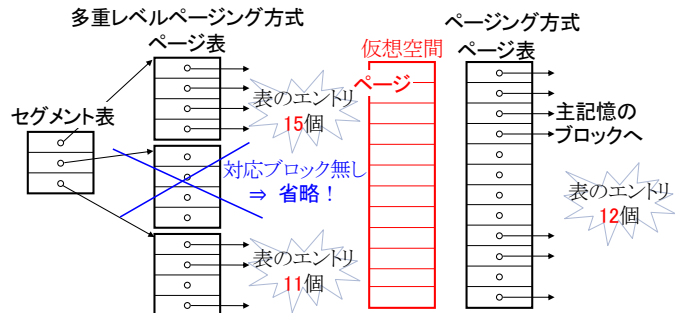 多重レベルページング方式
ページ表
セグメント表
表のエントリ
15個
対応ブロック無し
⇒ 省略！
表のエントリ
11個
仮想空間
ページ
ページング方式
ページ表
主記憶の
ブロックへ
表のエントリ
12個